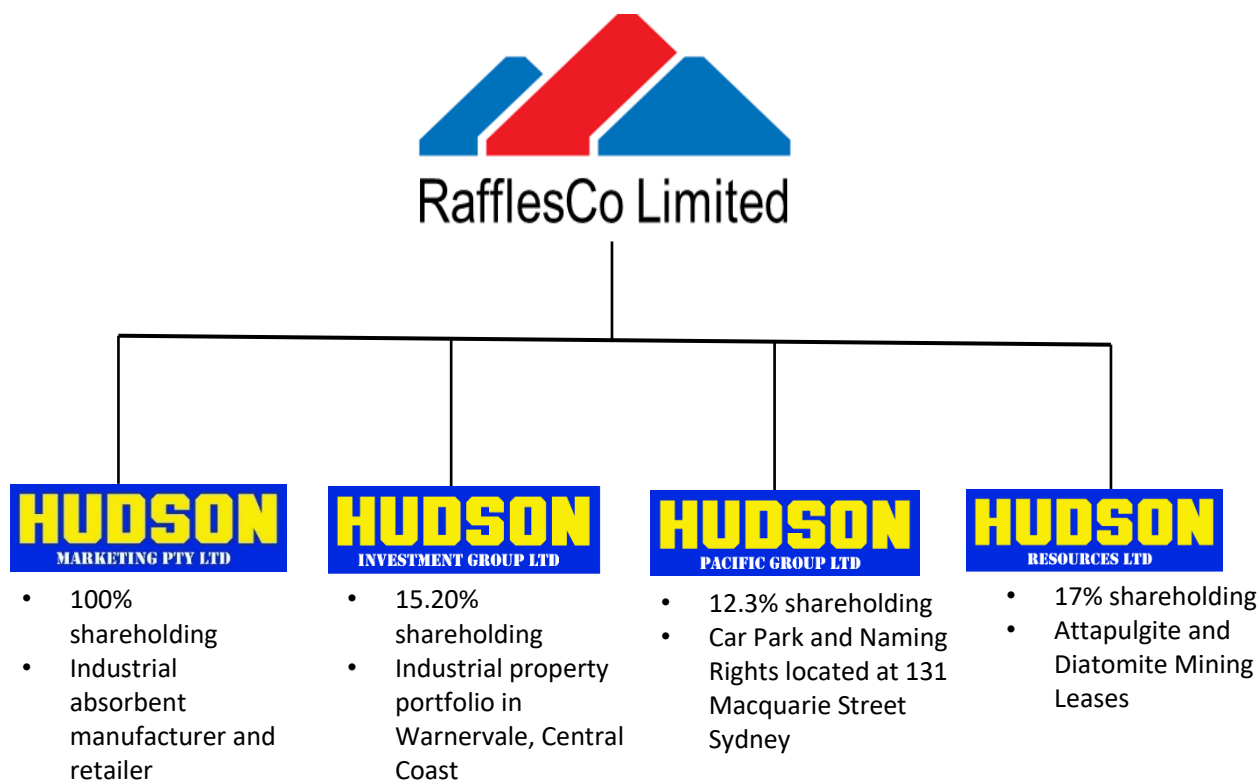 RafflesCo Limited
HUDSON
MARKETING PTY LTD
• 100%
shareholding
• Industrial
absorbent
manufacturer and
retailer
HUDSON
INVESTMENT GROUP LTD
• 15.20%
shareholding
• Industrial property
portfolio in
Warnervale, Central
Coast
HUDSON
PACIFIC GROUP LTD
• 12.3% shareholding
• Car Park and Naming
Rights located at 131
Macquarie Street
Sydney
HUDSON
RESOURCES LTD
• 17% shareholding
• Attapulgite and
Diatomite Mining
Leases